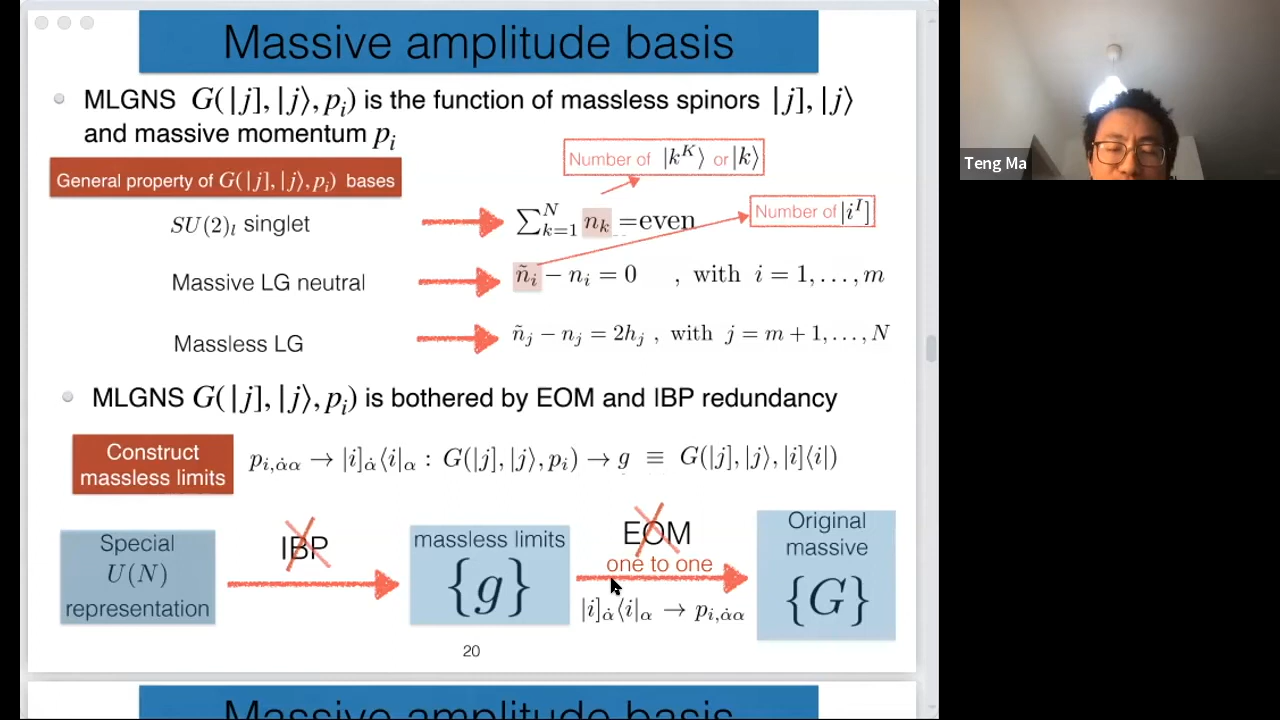 Massive amplitude basis
MLGNS G(|j],|j⟩,p_i) is the function of massless spinors |j],|j⟩
and massive momentum p_i
Number of |k^K⟩ or |k⟩
General property of G(|j],|j⟩,p_i) bases
Number of |i^I]
SU(2)_l singlet
∑_{k=1}^N n_k =even
Massive LG neutral
ñ_i − n_i = 0 , with i = 1, . . . , m
Massless LG
ñ_j − n_j = 2h_j , with j = m + 1, . . . , N
MLGNS G(|j],|j⟩,p_i) is bothered by EOM and IBP redundancy
Construct
massless limits
p_{i,α̇α} → |i]_α̇⟨i|_α : G(|j],|j⟩,p_i) → g ≡ G(|j],|j⟩,|i]⟨i|)
Special
U(N)
representation
IBP
massless limits
{g}
EOM
one to one
|i]_α̇⟨i|_α → p_{i,α̇α}
Original
massive
{G}
20
Massive amplitude basis
Teng Ma